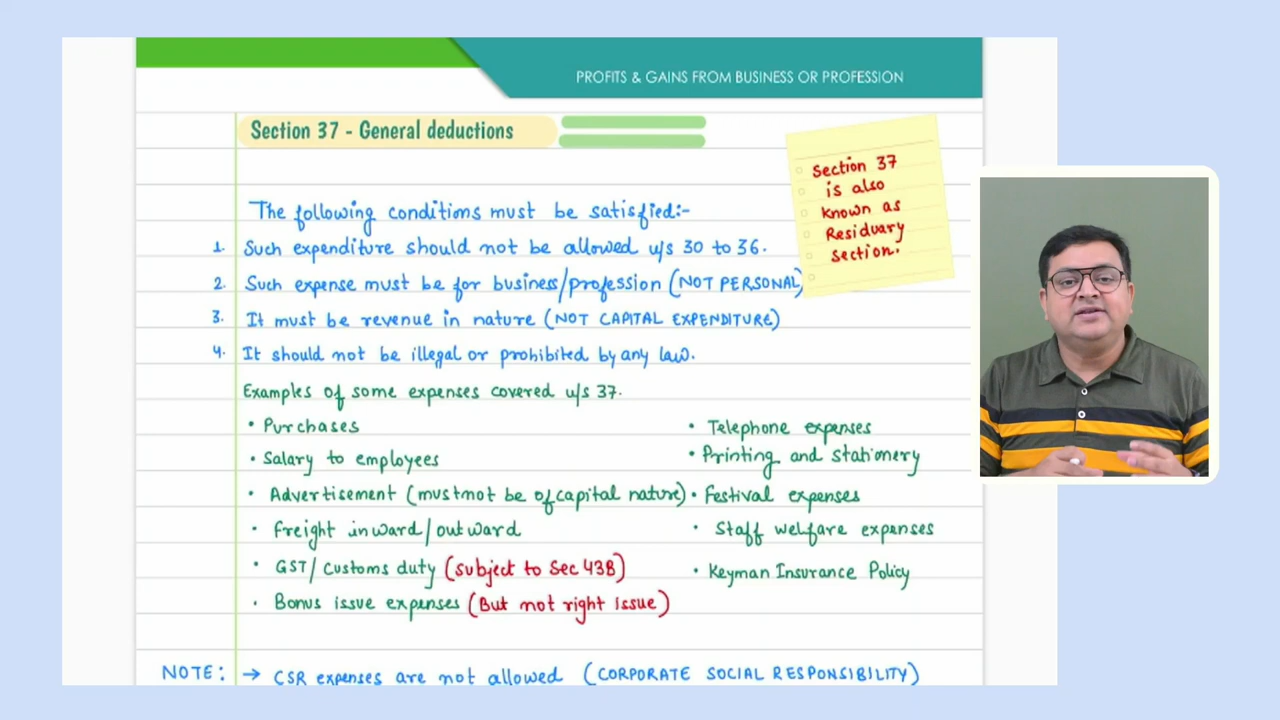 PROFITS & GAINS FROM BUSINESS OR PROFESSION
Section 37 - General deductions
Section 37
is also
known as
Residuary
section.
The following conditions must be satisfied:-
1. Such expenditure should not be allowed u/s 30 to 36.
2. Such expense must be for business/profession (NOT PERSONAL)
3. It must be revenue in nature (NOT CAPITAL EXPENDITURE)
4. It should not be illegal or prohibited by any law.
Examples of some expenses covered u/s 37.
• Purchases
• Salary to employees
• Advertisement (must not be of capital nature)
• Freight inward/outward
• GST/Customs duty (subject to Sec 43B)
• Bonus issue expenses (But not right issue)
• Telephone expenses
• Printing and stationery
• Festival expenses
• Staff welfare expenses
• Keyman Insurance Policy
NOTE: → CSR expenses are not allowed (CORPORATE SOCIAL RESPONSIBILITY)